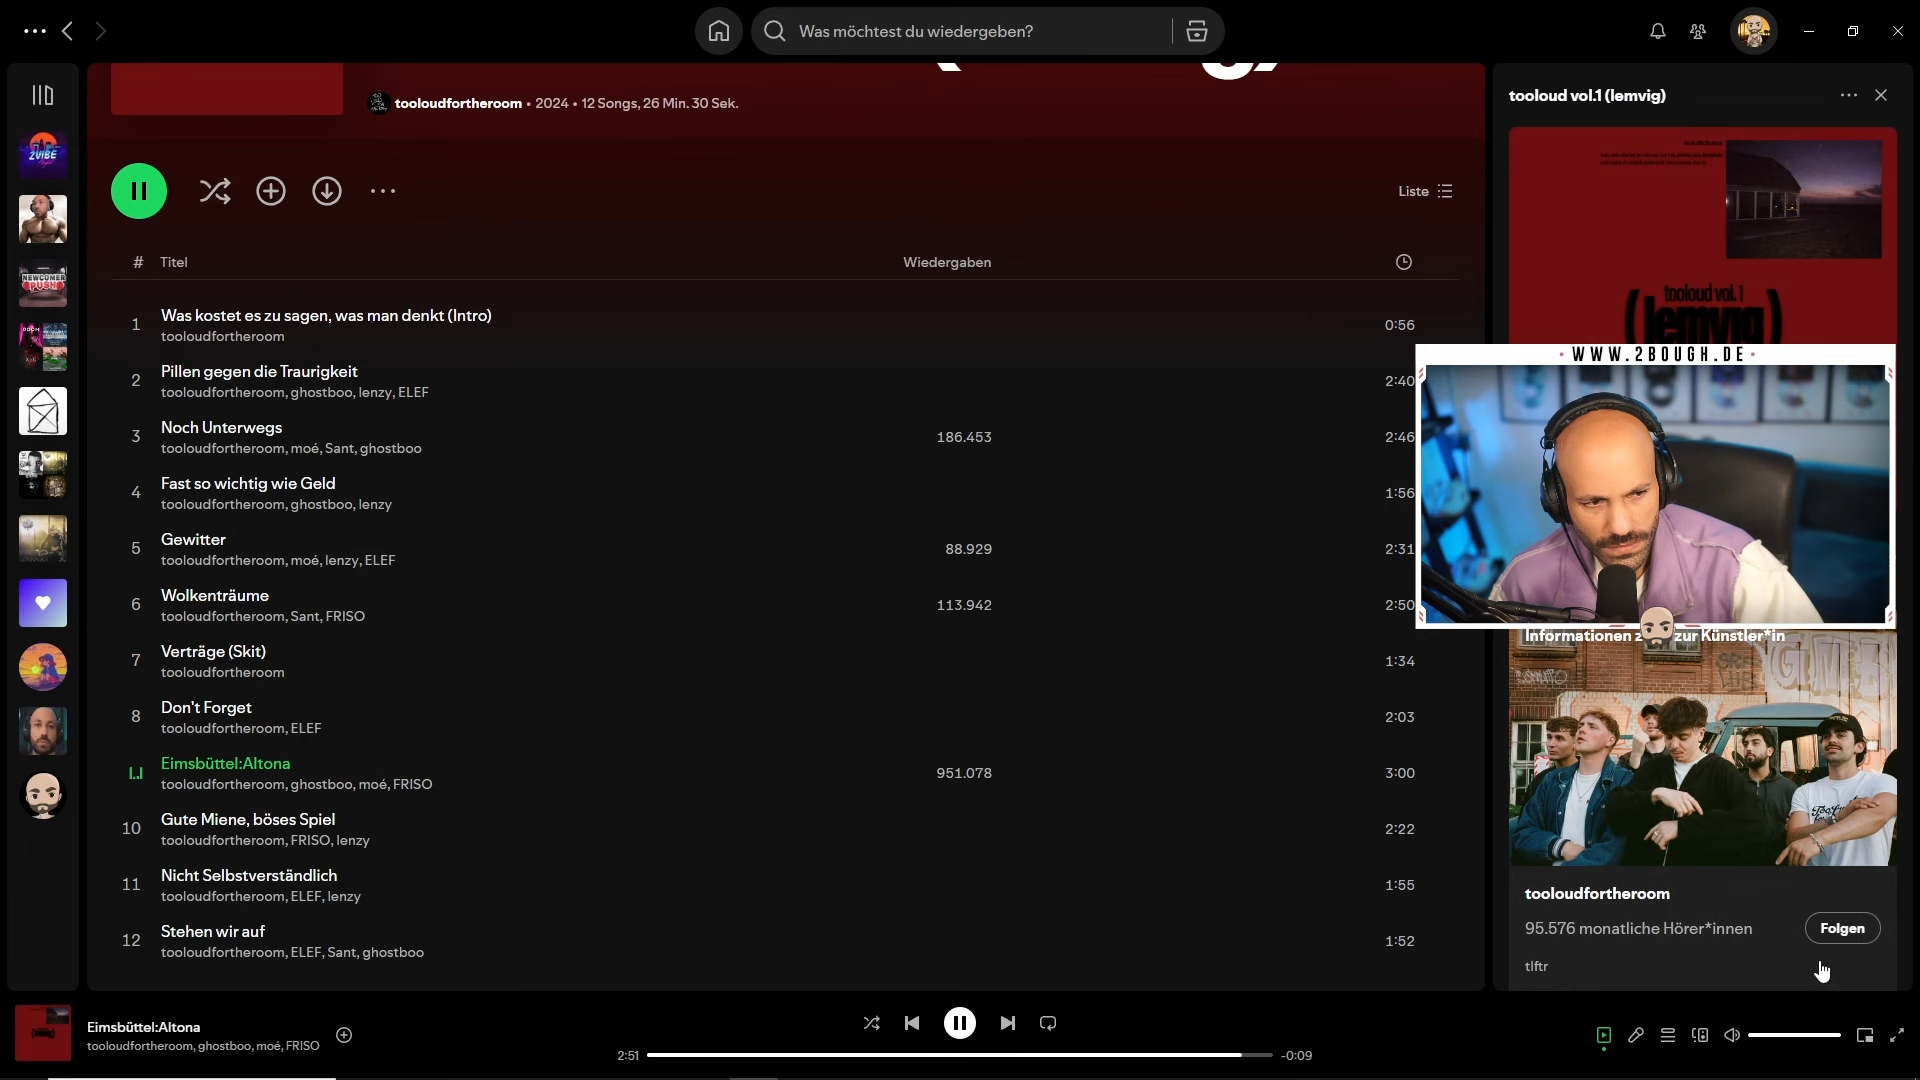 Was möchtest du wiedergeben?
tooloudfortheroom • 2024 • 12 Songs, 26 Min. 30 Sek.
Liste
# Titel Wiedergaben
1 Was kostet es zu sagen, was man denkt (Intro) 0:56
tooloudfortheroom
2 Pillen gegen die Traurigkeit 2:40
tooloudfortheroom, ghostboo, lenzy, ELEF
3 Noch Unterwegs 186.453 2:46
tooloudfortheroom, moé, Sant, ghostboo
4 Fast so wichtig wie Geld 1:56
tooloudfortheroom, ghostboo, lenzy
5 Gewitter 88.929 2:31
tooloudfortheroom, moé, lenzy, ELEF
6 Wolkenträume 113.942 2:50
tooloudfortheroom, Sant, FRISO
7 Verträge (Skit) 1:34
tooloudfortheroom
8 Don't Forget 2:03
tooloudfortheroom, ELEF
Eimsbüttel:Altona 951.078 3:00
tooloudfortheroom, ghostboo, moé, FRISO
10 Gute Miene, böses Spiel 2:22
tooloudfortheroom, FRISO, lenzy
11 Nicht Selbstverständlich 1:55
tooloudfortheroom, ELEF, lenzy
12 Stehen wir auf 1:52
tooloudfortheroom, ELEF, Sant, ghostboo
tooloud vol.1 (lemvig)
tooloud vol. 1
(lemvig)
• WWW.2BOUGH.DE •
Informationen zur Künstler*in
tooloudfortheroom
95.576 monatliche Hörer*innen
Folgen
tlftr
2VIBE
NEWCOMER
PUSH
Eimsbüttel:Altona
tooloudfortheroom, ghostboo, moé, FRISO
2:51 -0:09